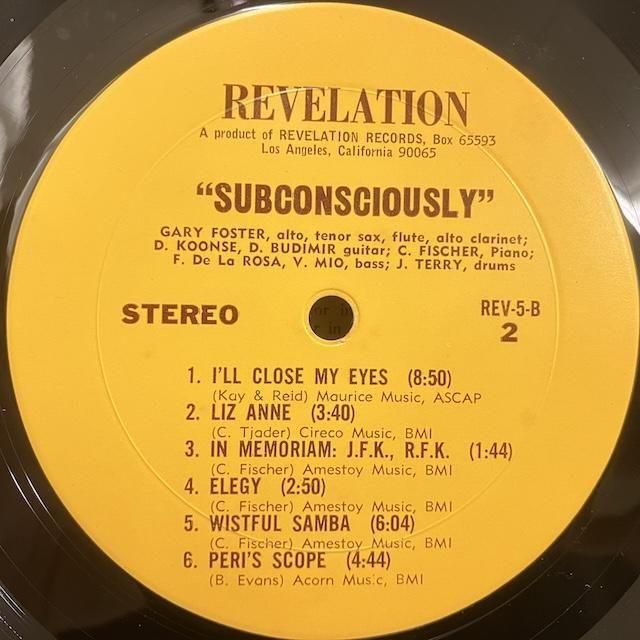 REVELATION
A product of REVELATION RECORDS, Box 65593
Los Angeles, California 90065
"SUBCONSCIOUSLY"
GARY FOSTER, alto, tenor sax, flute, alto clarinet;
D. KOONSE, D. BUDIMIR guitar; C. FISCHER, Piano;
F. De La ROSA, V. MIO, bass; J. TERRY, drums
STEREO
REV-5-B
2
1. I'LL CLOSE MY EYES (8:50)
(Kay & Reid) Maurice Music, ASCAP
2. LIZ ANNE (3:40)
(C. Tjader) Cireco Music, BMI
3. IN MEMORIAM: J.F.K., R.F.K. (1:44)
(C. Fischer) Amestoy Music, BMI
4. ELEGY (2:50)
(C. Fischer) Amestoy Music, BMI
5. WISTFUL SAMBA (6:04)
(C. Fischer) Amestoy Music, BMI
6. PERI'S SCOPE (4:44)
(B. Evans) Acorn Music, BMI